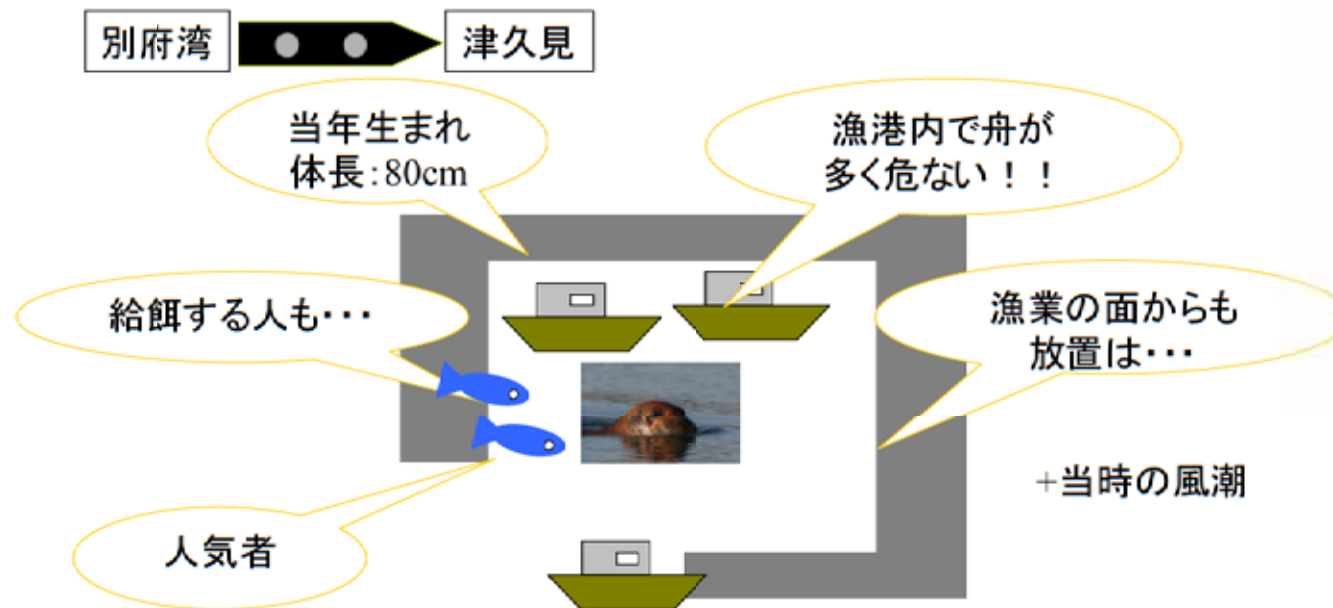 別府湾
津久見
当年生まれ
体長:80cm
漁港内で舟が
多く危ない！！
給餌する人も・・・
漁業の面からも
放置は・・・
+当時の風潮
人気者